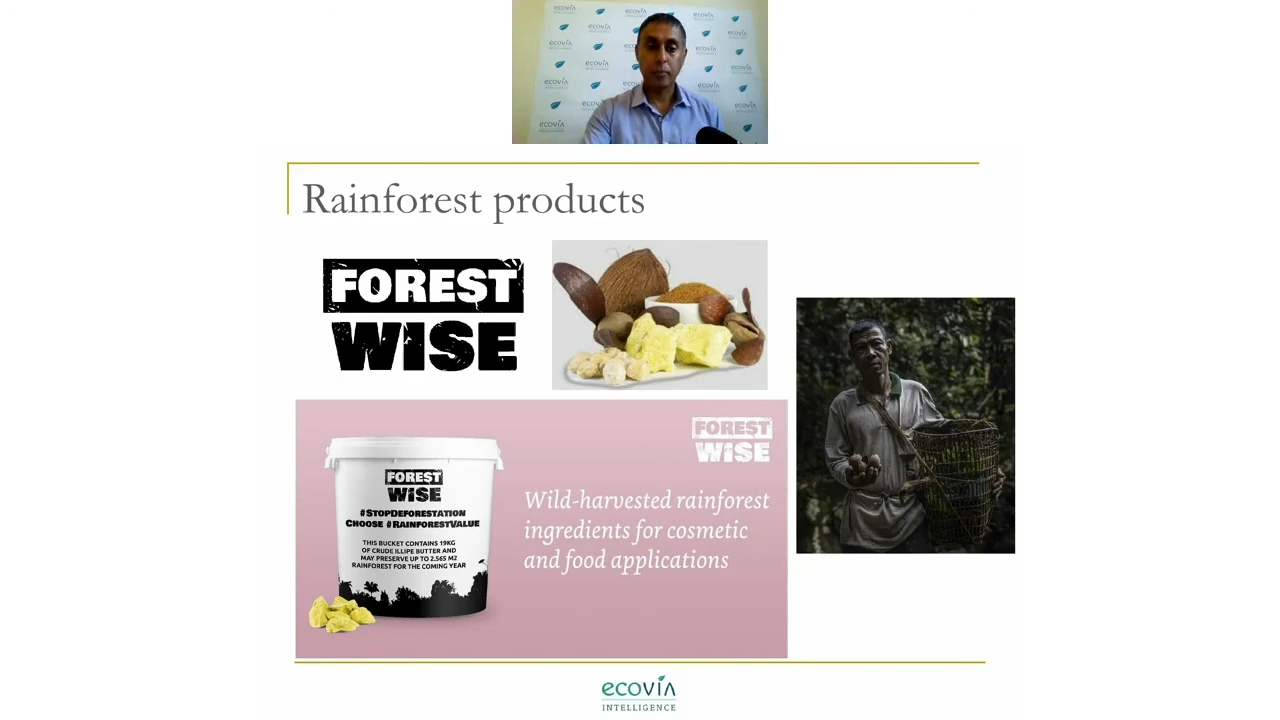 ecovia
INTELLIGENCE
Rainforest products
FOREST
WISE
FOREST
WISE
Wild-harvested rainforest
ingredients for cosmetic
and food applications
FOREST
WISE
#STOPDEFORESTATION
CHOOSE #RAINFORESTVALUE
THIS BUCKET CONTAINS 19KG
OF CRUDE ILLIPE BUTTER AND
MAY PRESERVE UP TO 2.565 M2
RAINFOREST FOR THE COMING YEAR
ecovia
INTELLIGENCE